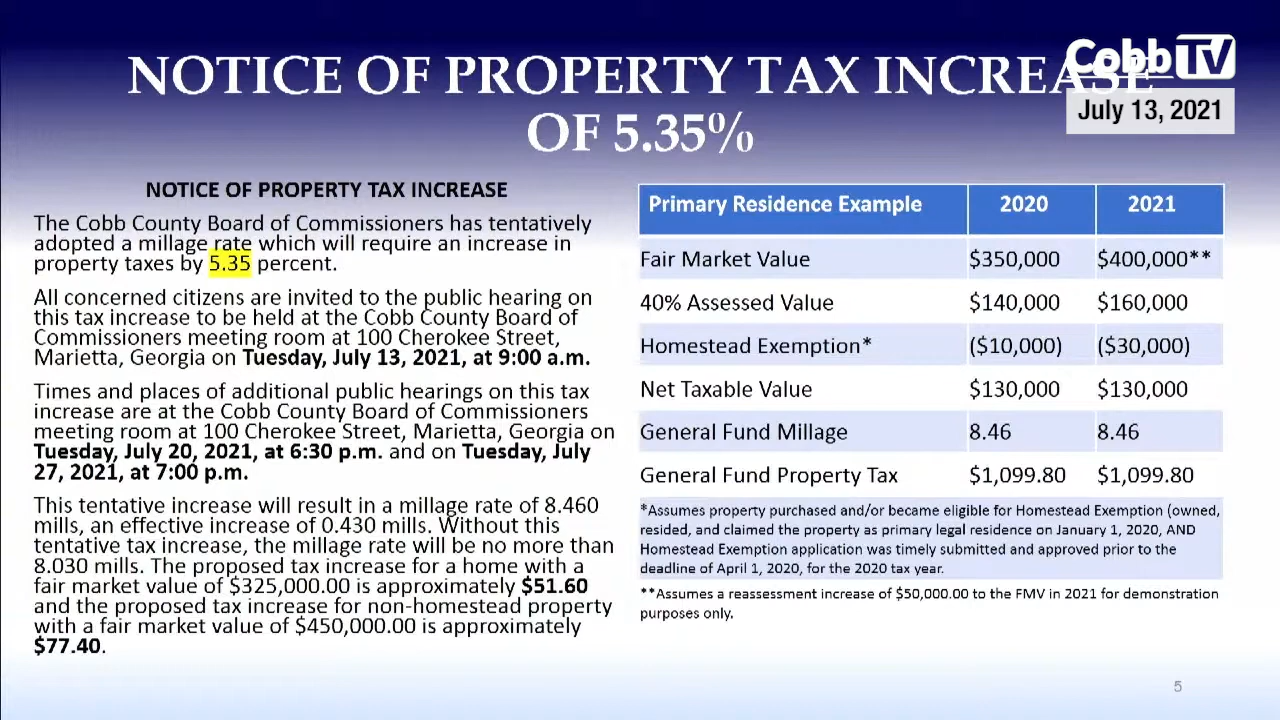 NOTICE OF PROPERTY TAX INCREASE
OF 5.35%
Cobb TV
July 13, 2021
NOTICE OF PROPERTY TAX INCREASE
The Cobb County Board of Commissioners has tentatively
adopted a millage rate which will require an increase in
property taxes by 5.35 percent.
All concerned citizens are invited to the public hearing on
this tax increase to be held at the Cobb County Board of
Commissioners meeting room at 100 Cherokee Street,
Marietta, Georgia on Tuesday, July 13, 2021, at 9:00 a.m.
Times and places of additional public hearings on this tax
increase are at the Cobb County Board of Commissioners
meeting room at 100 Cherokee Street, Marietta, Georgia on
Tuesday, July 20, 2021, at 6:30 p.m. and on Tuesday, July
27, 2021, at 7:00 p.m.
This tentative increase will result in a millage rate of 8.460
mills, an effective increase of 0.430 mills. Without this
tentative tax increase, the millage rate will be no more than
8.030 mills. The proposed tax increase for a home with a
fair market value of $325,000.00 is approximately $51.60
and the proposed tax increase for non-homestead property
with a fair market value of $450,000.00 is approximately
$77.40.
Primary Residence Example 2020 2021
Fair Market Value $350,000 $400,000**
40% Assessed Value $140,000 $160,000
Homestead Exemption* ($10,000) ($30,000)
Net Taxable Value $130,000 $130,000
General Fund Millage 8.46 8.46
General Fund Property Tax $1,099.80 $1,099.80
*Assumes property purchased and/or became eligible for Homestead Exemption (owned,
resided, and claimed the property as primary legal residence on January 1, 2020, AND
Homestead Exemption application was timely submitted and approved prior to the
deadline of April 1, 2020, for the 2020 tax year.
**Assumes a reassessment increase of $50,000.00 to the FMV in 2021 for demonstration
purposes only.
5